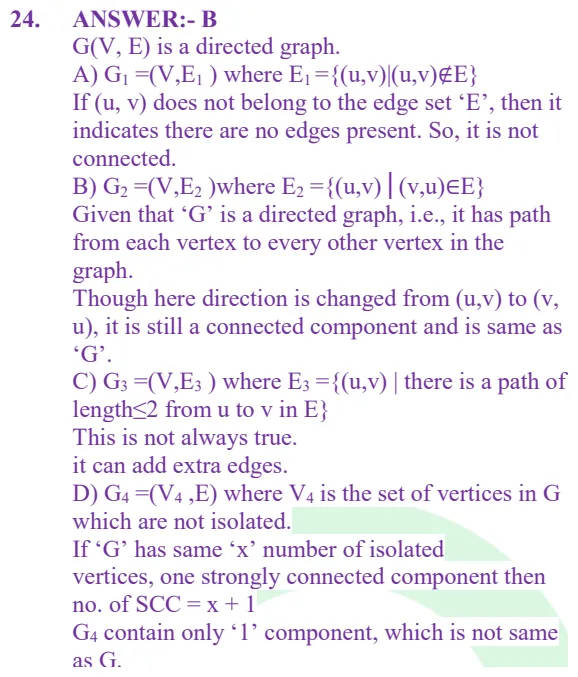 24. ANSWER:- B
G(V, E) is a directed graph.
A) G₁ =(V,E₁ ) where E₁={(u,v)|(u,v)∉E}
If (u, v) does not belong to the edge set ‘E’, then it
indicates there are no edges present. So, it is not
connected.
B) G₂ =(V,E₂ )where E₂ ={(u,v)│(v,u)∈E}
Given that ‘G’ is a directed graph, i.e., it has path
from each vertex to every other vertex in the
graph.
Though here direction is changed from (u,v) to (v,
u), it is still a connected component and is same as
‘G’.
C) G₃ =(V,E₃ ) where E₃ ={(u,v) | there is a path of
length≤2 from u to v in E}
This is not always true.
it can add extra edges.
D) G₄ =(V₄ ,E) where V₄ is the set of vertices in G
which are not isolated.
If ‘G’ has same ‘x’ number of isolated
vertices, one strongly connected component then
no. of SCC = x + 1
G₄ contain only ‘1’ component, which is not same
as G.